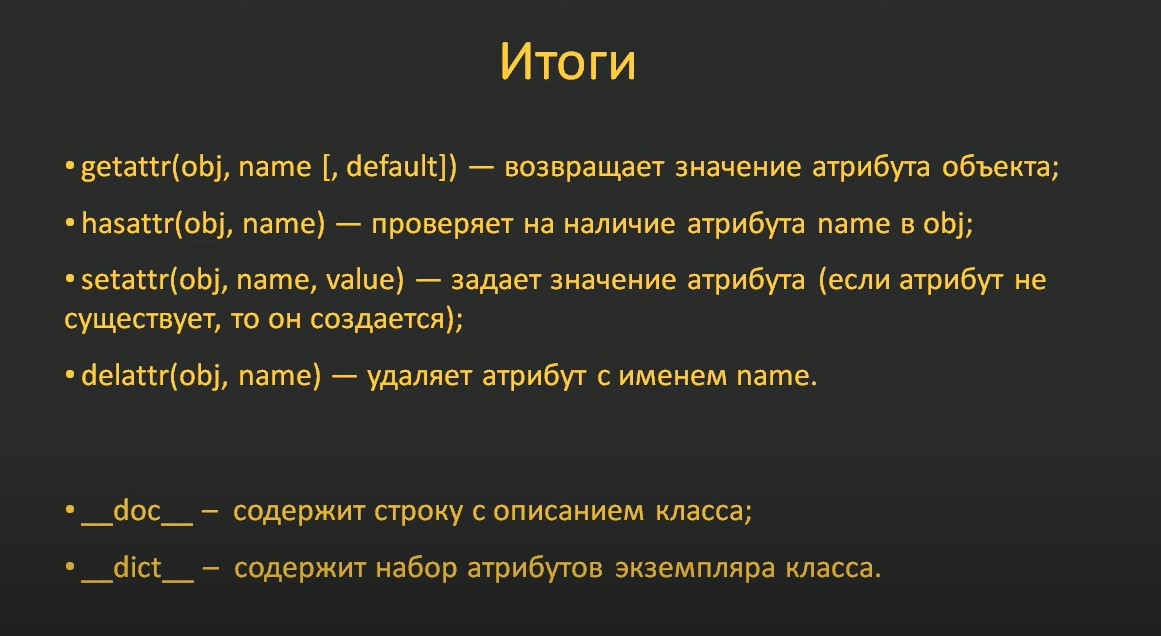 Итоги
• getattr(obj, name [, default]) — возвращает значение атрибута объекта;
• hasattr(obj, name) — проверяет на наличие атрибута name в obj;
• setattr(obj, name, value) — задает значение атрибута (если атрибут не
существует, то он создается);
• delattr(obj, name) — удаляет атрибут с именем name.
• __doc__ – содержит строку с описанием класса;
• __dict__ – содержит набор атрибутов экземпляра класса.